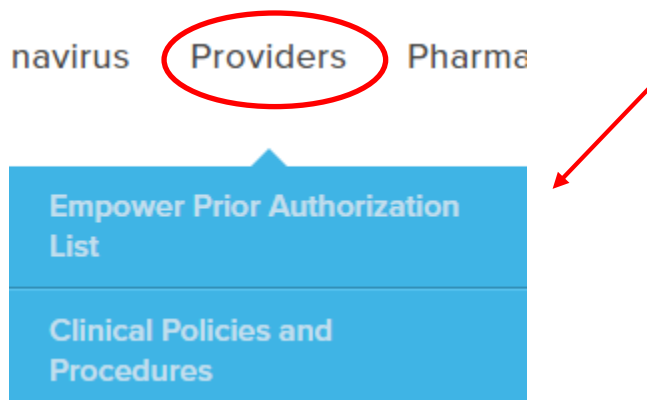 navirus Providers Pharma
Empower Prior Authorization
List
Clinical Policies and
Procedures